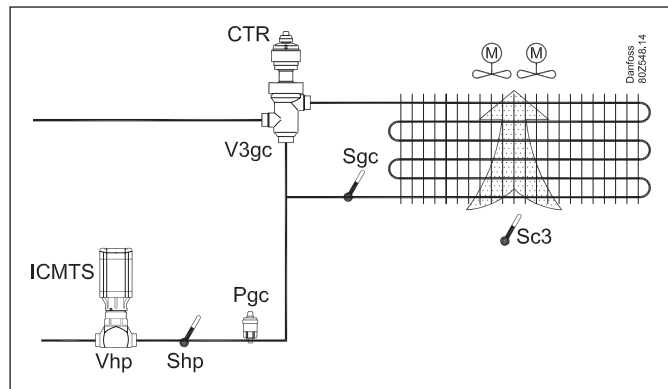 CTR
M
M
Danfoss
80Z548.14
V3gc
Sgc
Sc3
ICMTS
Pgc
Vhp
Shp